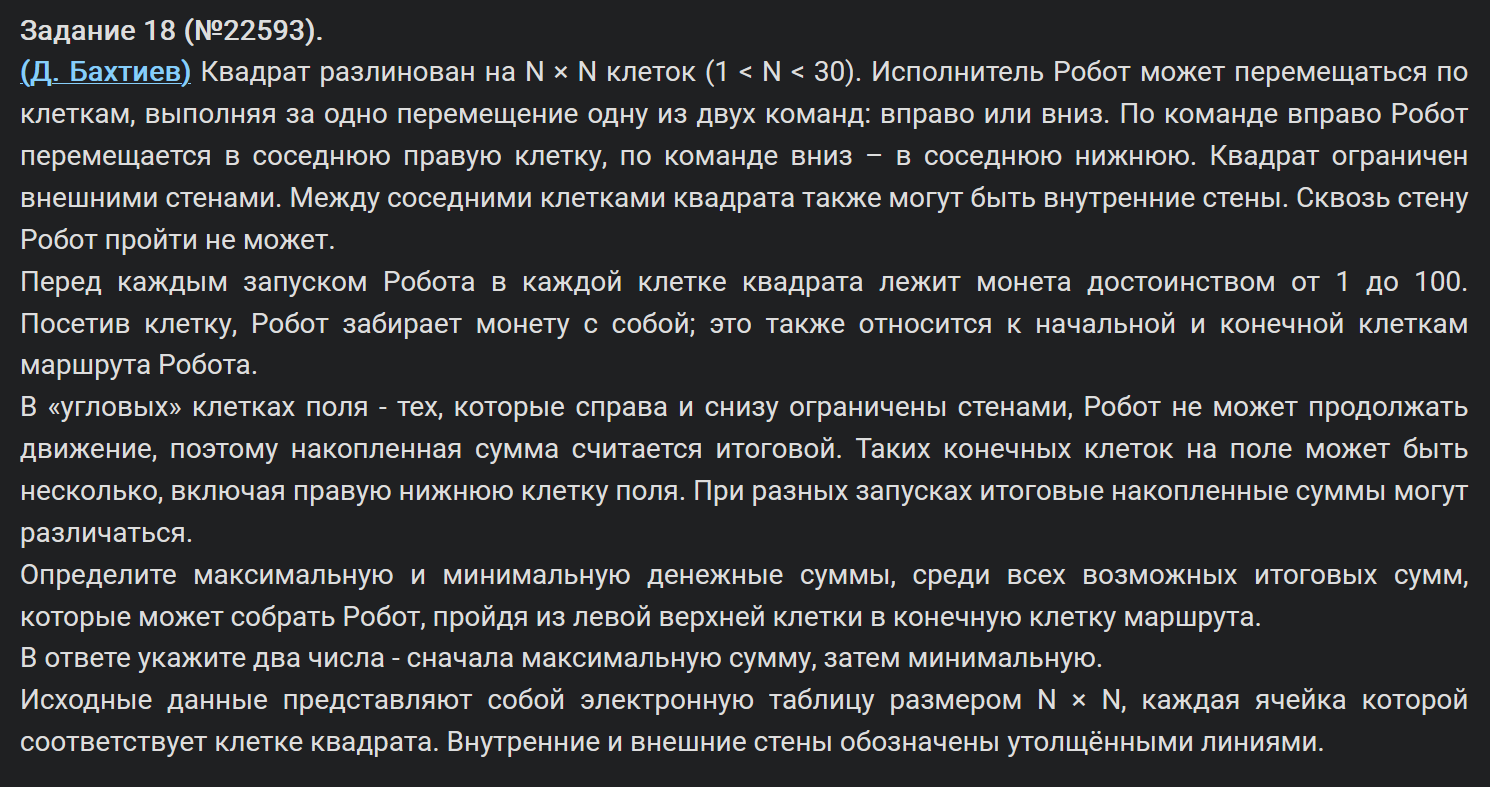 Задание 18 (№22593).
(Д. Бахтиев) Квадрат разлинован на N × N клеток (1 < N < 30). Исполнитель Робот может перемещаться по
клеткам, выполняя за одно перемещение одну из двух команд: вправо или вниз. По команде вправо Робот
перемещается в соседнюю правую клетку, по команде вниз – в соседнюю нижнюю. Квадрат ограничен
внешними стенами. Между соседними клетками квадрата также могут быть внутренние стены. Сквозь стену
Робот пройти не может.
Перед каждым запуском Робота в каждой клетке квадрата лежит монета достоинством от 1 до 100.
Посетив клетку, Робот забирает монету с собой; это также относится к начальной и конечной клеткам
маршрута Робота.
В «угловых» клетках поля - тех, которые справа и снизу ограничены стенами, Робот не может продолжать
движение, поэтому накопленная сумма считается итоговой. Таких конечных клеток на поле может быть
несколько, включая правую нижнюю клетку поля. При разных запусках итоговые накопленные суммы могут
различаться.
Определите максимальную и минимальную денежные суммы, среди всех возможных итоговых сумм,
которые может собрать Робот, пройдя из левой верхней клетки в конечную клетку маршрута.
В ответе укажите два числа - сначала максимальную сумму, затем минимальную.
Исходные данные представляют собой электронную таблицу размером N × N, каждая ячейка которой
соответствует клетке квадрата. Внутренние и внешние стены обозначены утолщёнными линиями.